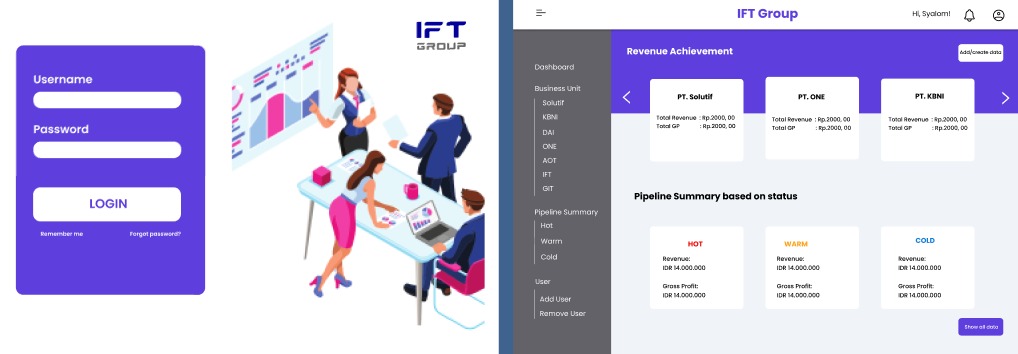 IFT
GROUP
Username
Password
LOGIN
Remember me
Forgot password?
IFT Group
Hi, Syalom!
Dashboard
Business Unit
Solutif
KBNI
DAI
ONE
AOT
IFT
GIT
Pipeline Summary
Hot
Warm
Cold
User
Add User
Remove User
Revenue Achievement
Add/create data
PT. Solutif
Total Revenue : Rp.2000, 00
Total GP : Rp.2000, 00
PT. ONE
Total Revenue : Rp.2000, 00
Total GP : Rp.2000, 00
PT. KBNI
Total Revenue : Rp.2000, 00
Total GP : Rp.2000, 00
Pipeline Summary based on status
HOT
Revenue:
IDR 14.000.000
Gross Profit:
IDR 14.000.000
WARM
Revenue:
IDR 14.000.000
Gross Profit:
IDR 14.000.000
COLD
Revenue:
IDR 14.000.000
Gross Profit:
IDR 14.000.000
Show all data